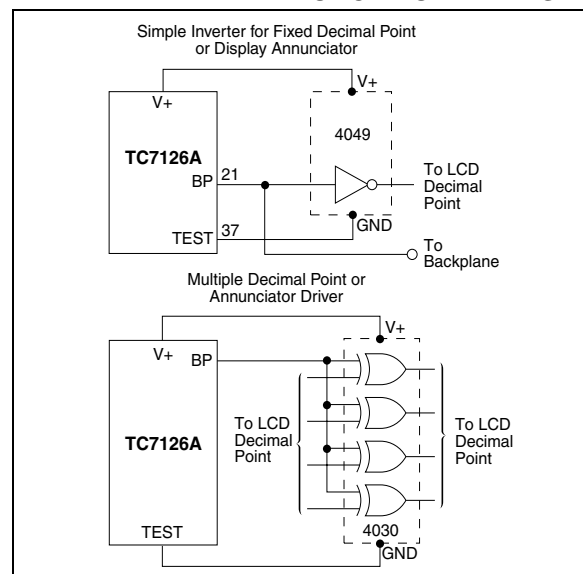 Simple Inverter for Fixed Decimal Point
or Display Annunciator
V+
V+
4049
TC7126A
BP
21
To LCD
Decimal
Point
TEST
37
GND
To
Backplane
Multiple Decimal Point or
Annunciator Driver
V+
V+
BP
TC7126A
To LCD
Decimal
Point
To LCD
Decimal
Point
TEST
4030
GND